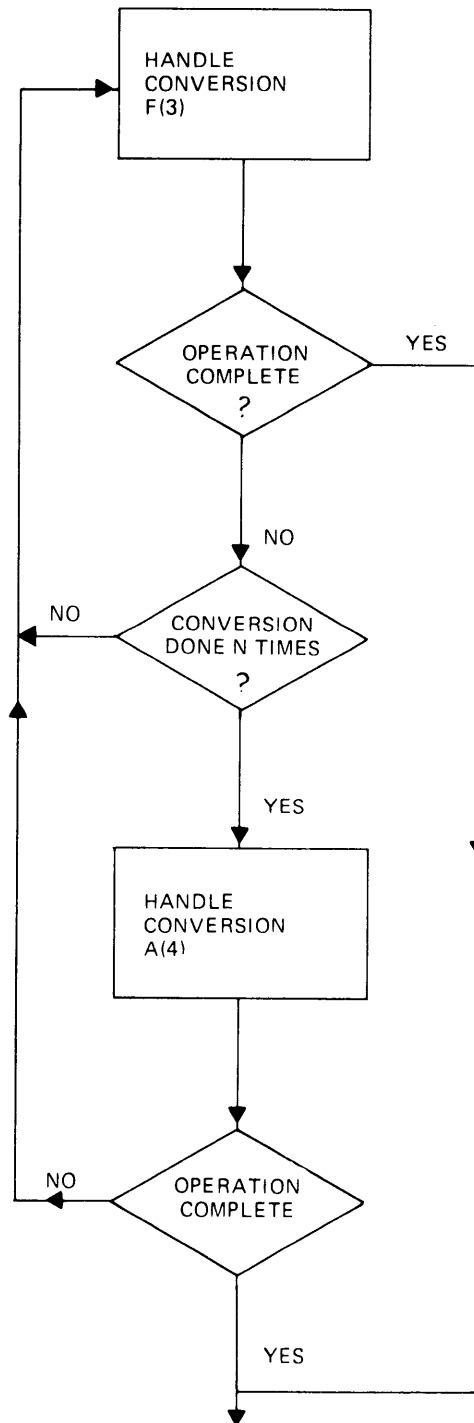 HANDLE
CONVERSION
F(3)
OPERATION
COMPLETE
?
YES
NO
CONVERSION
DONE N TIMES
?
NO
YES
HANDLE
CONVERSION
A(4)
OPERATION
COMPLETE
NO
YES